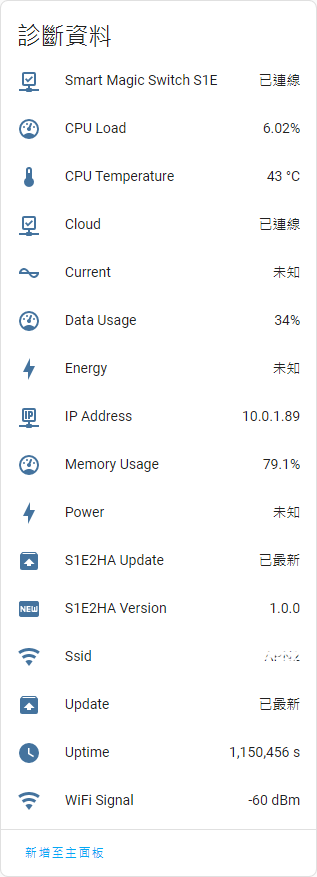 診斷資料
Smart Magic Switch S1E 已連線
CPU Load 6.02%
CPU Temperature 43 °C
Cloud 已連線
Current 未知
Data Usage 34%
Energy 未知
IP IP Address 10.0.1.89
Memory Usage 79.1%
Power 未知
S1E2HA Update 已最新
NEW S1E2HA Version 1.0.0
Ssid
Update 已最新
Uptime 1,150,456 s
WiFi Signal -60 dBm
新增至主面板